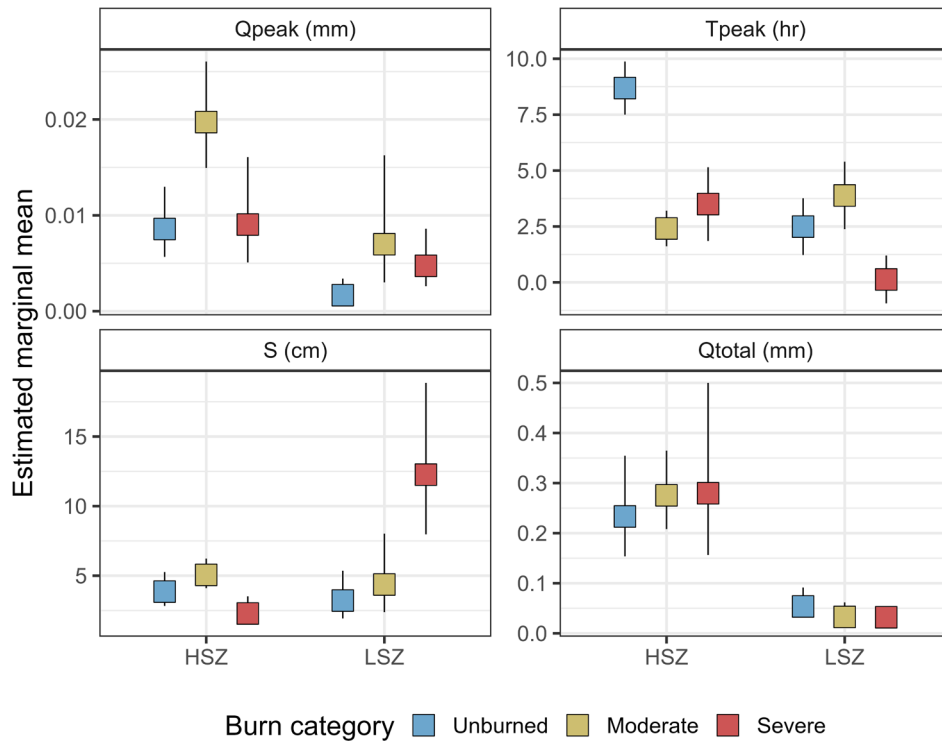 Qpeak (mm)
Tpeak (hr)
Estimated marginal mean
0.02
0.01
0.00
10.0
7.5
5.0
2.5
0.0
S (cm)
Qtotal (mm)
15
10
5
0.5
0.4
0.3
0.2
0.1
0.0
HSZ LSZ
HSZ LSZ
Burn category Unburned Moderate Severe